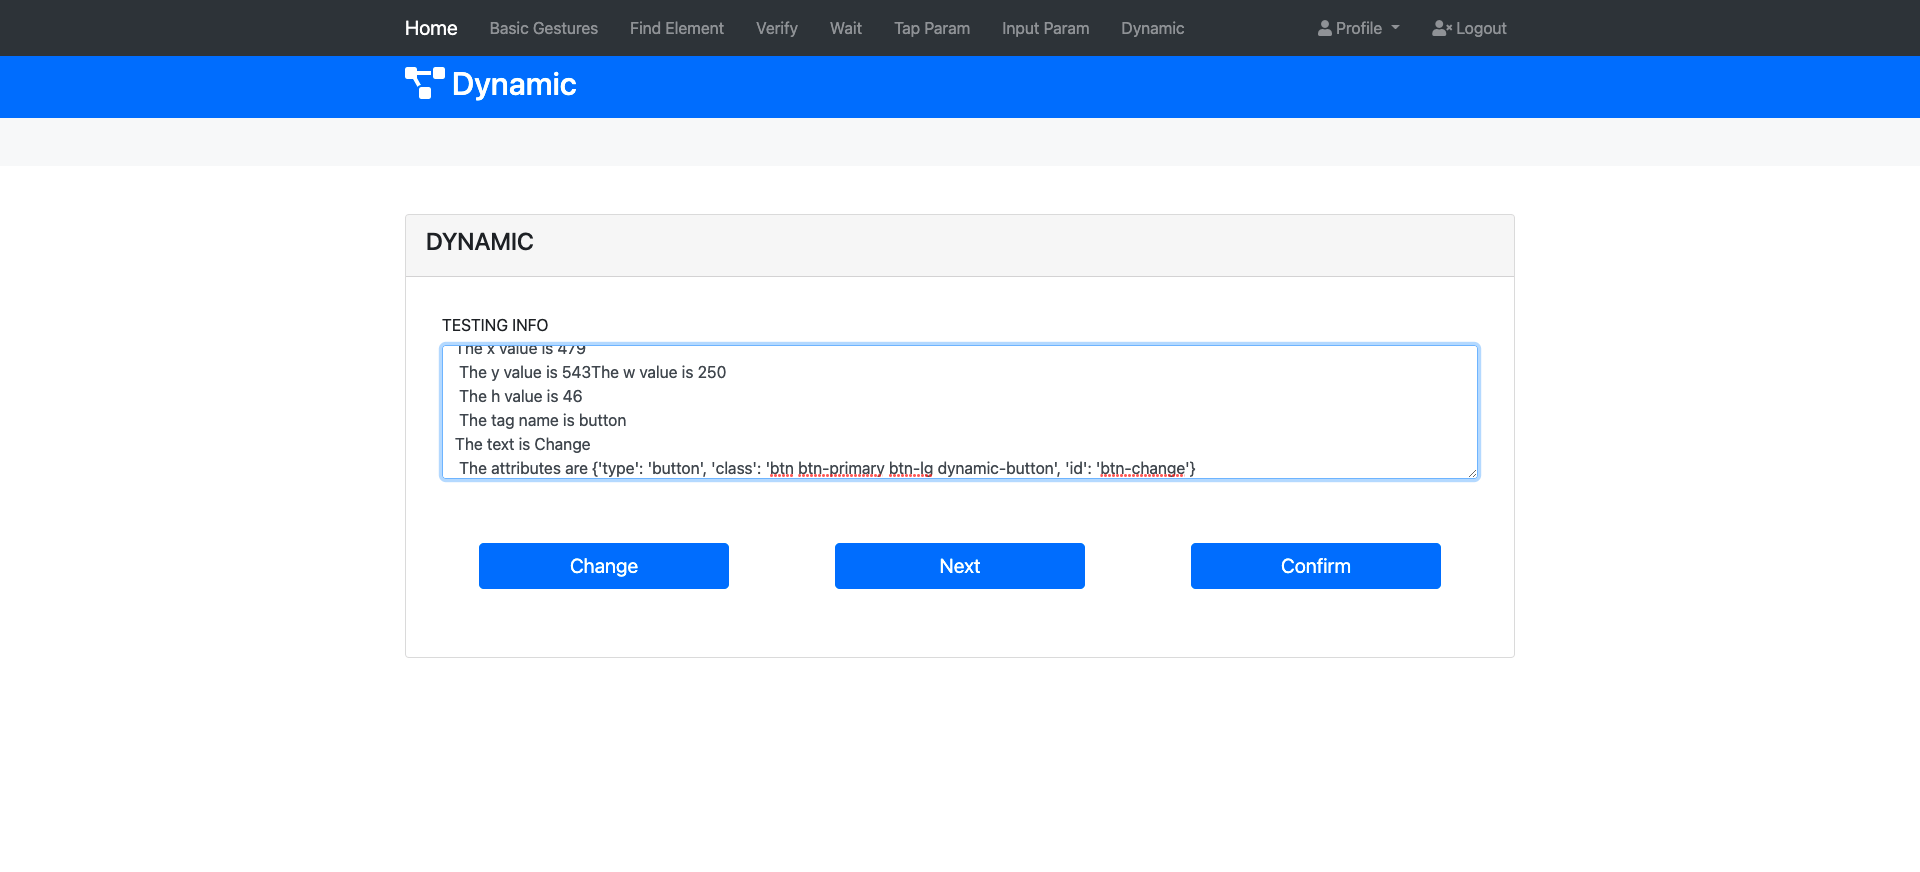 Home Basic Gestures Find Element Verify Wait Tap Param Input Param Dynamic Profile Logout
Dynamic
DYNAMIC
TESTING INFO
The x value is 479
The y value is 543The w value is 250
The h value is 46
The tag name is button
The text is Change
The attributes are {'type': 'button', 'class': 'btn btn-primary btn-lg dynamic-button', 'id': 'btn-change'}
Change Next Confirm